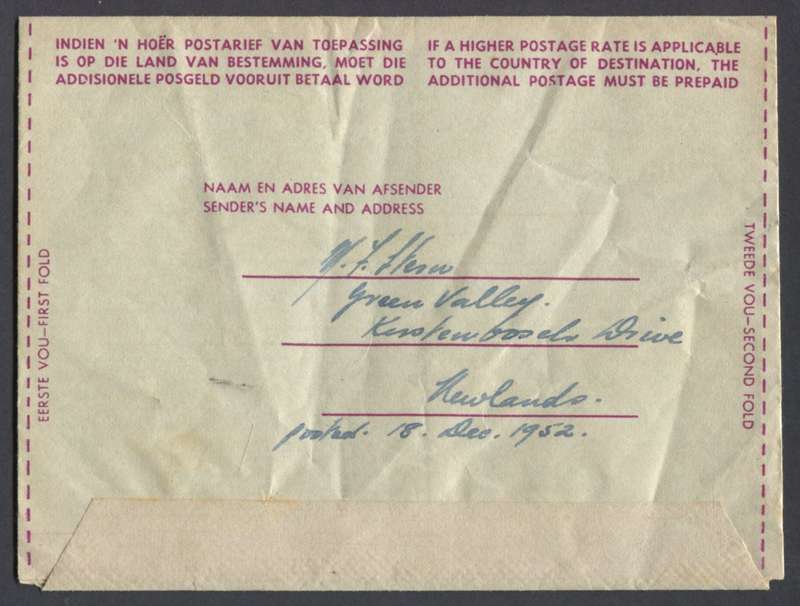 INDIEN 'N HOËR POSTARIEF VAN TOEPASSING
IS OP DIE LAND VAN BESTEMMING, MOET DIE
ADDISIONELE POSGELD VOORUIT BETAAL WORD
IF A HIGHER POSTAGE RATE IS APPLICABLE
TO THE COUNTRY OF DESTINATION, THE
ADDITIONAL POSTAGE MUST BE PREPAID
NAAM EN ADRES VAN AFSENDER
SENDER'S NAME AND ADDRESS
Stern
Green Valley.
Kirstenbosch Drive
Newlands.
posted. 18. Dec. 1952.
EERSTE VOU–FIRST FOLD
TWEEDE VOU–SECOND FOLD